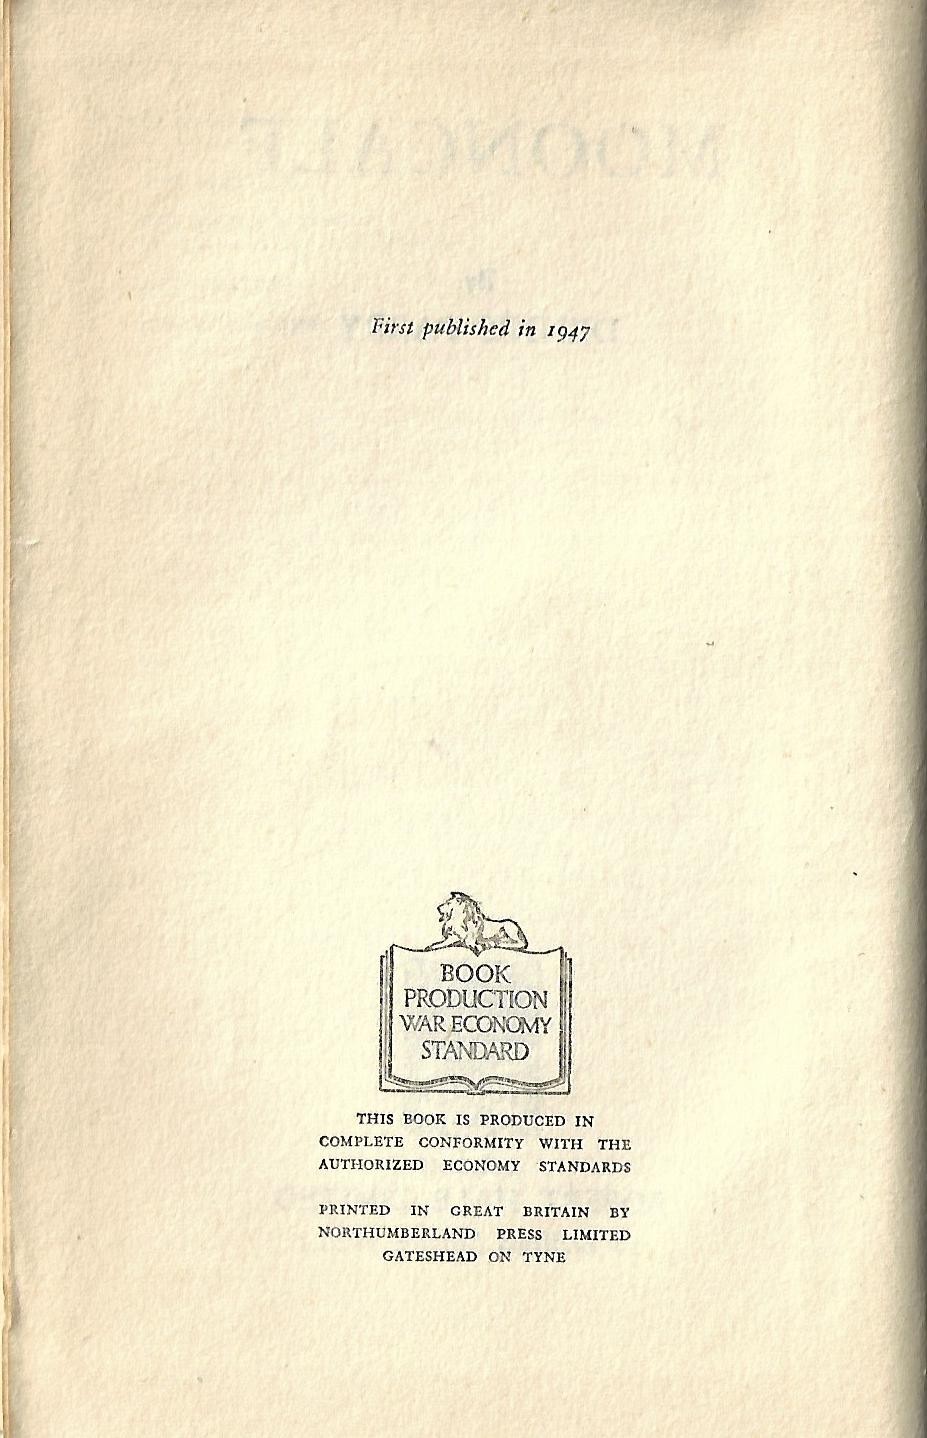 First published in 1947
BOOK
PRODUCTION
WAR ECONOMY
STANDARD
THIS BOOK IS PRODUCED IN
COMPLETE CONFORMITY WITH THE
AUTHORIZED ECONOMY STANDARDS
PRINTED IN GREAT BRITAIN BY
NORTHUMBERLAND PRESS LIMITED
GATESHEAD ON TYNE